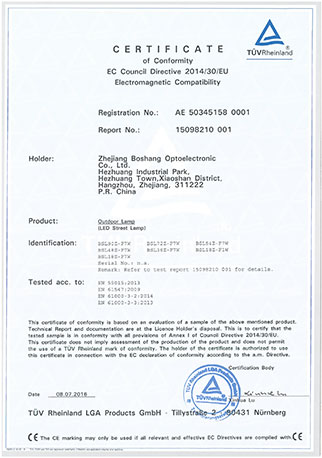 CERTIFICATE
of Conformity
EC Council Directive 2014/30/EU
Electromagnetic Compatibility
TÜVRheinland
Registration No.: AE 50345158 0001
Report No.: 15098210 001
Holder: Zhejiang Boshang Optoelectronic
Co., Ltd.
Hezhuang Industrial Park,
Hezhuang Town,Xiaoshan District,
Hangzhou, Zhejiang, 311222
P.R. China
Product: Outdoor Lamp
(LED Street Lamp)
Identification:
Serial No.: n.a.
Remark: Refer to test report 15098210 001 for details.
Tested acc. to: EN 55015:2013
EN 61547:2009
EN 61000-3-2:2014
EN 61000-3-3:2013
This certificate of conformity is based on an evaluation of a sample of the above mentioned product.
Technical Report and documentation are at the Licence Holder's disposal. This is to certify that the
tested sample is in conformity with all provisions of Annex I of Council Directive 2014/30/EU.
This certificate does not imply assessment of the production of the product and does not permit
the use of a TÜV Rheinland mark of conformity. The holder of the certificate is authorized to use
this certificate in connection with the EC declaration of conformity according to the a.m. Directive.
Certification Body
Date 08.07.2018
Xinhua Lu
TÜV Rheinland LGA Products GmbH · Tillystraße 2 · 90431 Nürnberg
CE The CE marking may only be used if all relevant and effective EC Directives are complied with CE